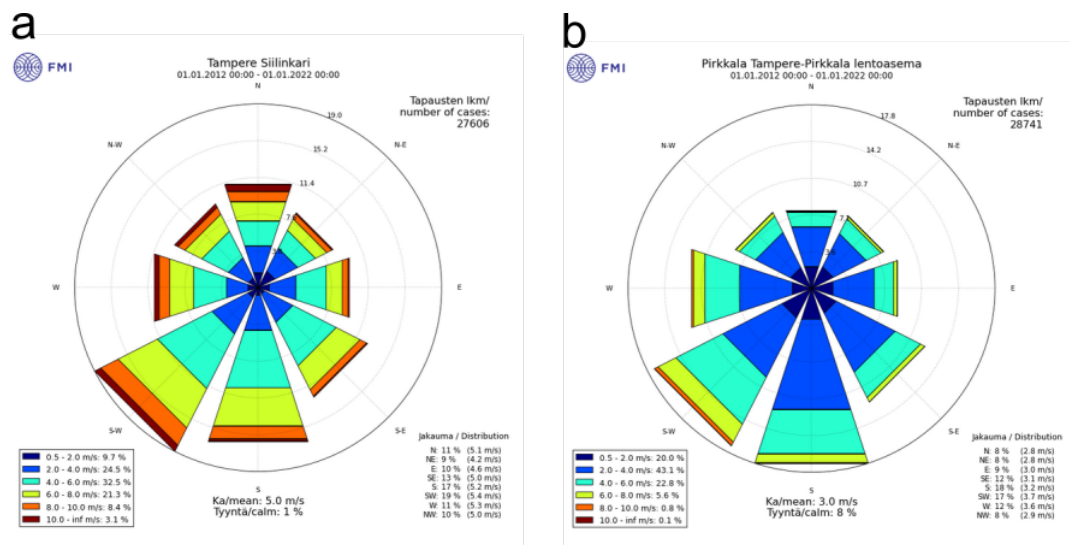 a
FMI
Tampere Siilinkari
01.01.2012 00:00 - 01.01.2022 00:00
N
Tapausten lkm/
number of cases:
27606
19.0
15.2
11.4
N-W
N-E
W
E
S-W
S-E
S
0.5 - 2.0 m/s: 9.7 %
2.0 - 4.0 m/s: 24.5 %
4.0 - 6.0 m/s: 32.5 %
6.0 - 8.0 m/s: 21.3 %
8.0 - 10.0 m/s: 8.4 %
10.0 - inf m/s: 3.1 %
Ka/mean: 5.0 m/s
Tyyntä/calm: 1 %
Jakauma / Distribution
N: 11 % (5.1 m/s)
NE: 9 % (4.2 m/s)
E: 10 % (4.6 m/s)
SE: 13 % (5.0 m/s)
S: 17 % (5.2 m/s)
SW: 19 % (5.4 m/s)
W: 11 % (5.3 m/s)
NW: 10 % (5.0 m/s)
b
FMI
Pirkkala Tampere-Pirkkala lentoasema
01.01.2012 00:00 - 01.01.2022 00:00
N
Tapausten lkm/
number of cases:
28741
17.8
14.2
10.7
N-W
N-E
W
E
S-W
S-E
S
0.5 - 2.0 m/s: 20.0 %
2.0 - 4.0 m/s: 43.1 %
4.0 - 6.0 m/s: 22.8 %
6.0 - 8.0 m/s: 5.6 %
8.0 - 10.0 m/s: 0.8 %
10.0 - inf m/s: 0.1 %
Ka/mean: 3.0 m/s
Tyyntä/calm: 8 %
Jakauma / Distribution
N: 8 % (2.8 m/s)
NE: 8 % (2.8 m/s)
E: 9 % (3.0 m/s)
SE: 12 % (3.1 m/s)
S: 18 % (3.2 m/s)
SW: 17 % (3.7 m/s)
W: 12 % (3.6 m/s)
NW: 8 % (2.9 m/s)